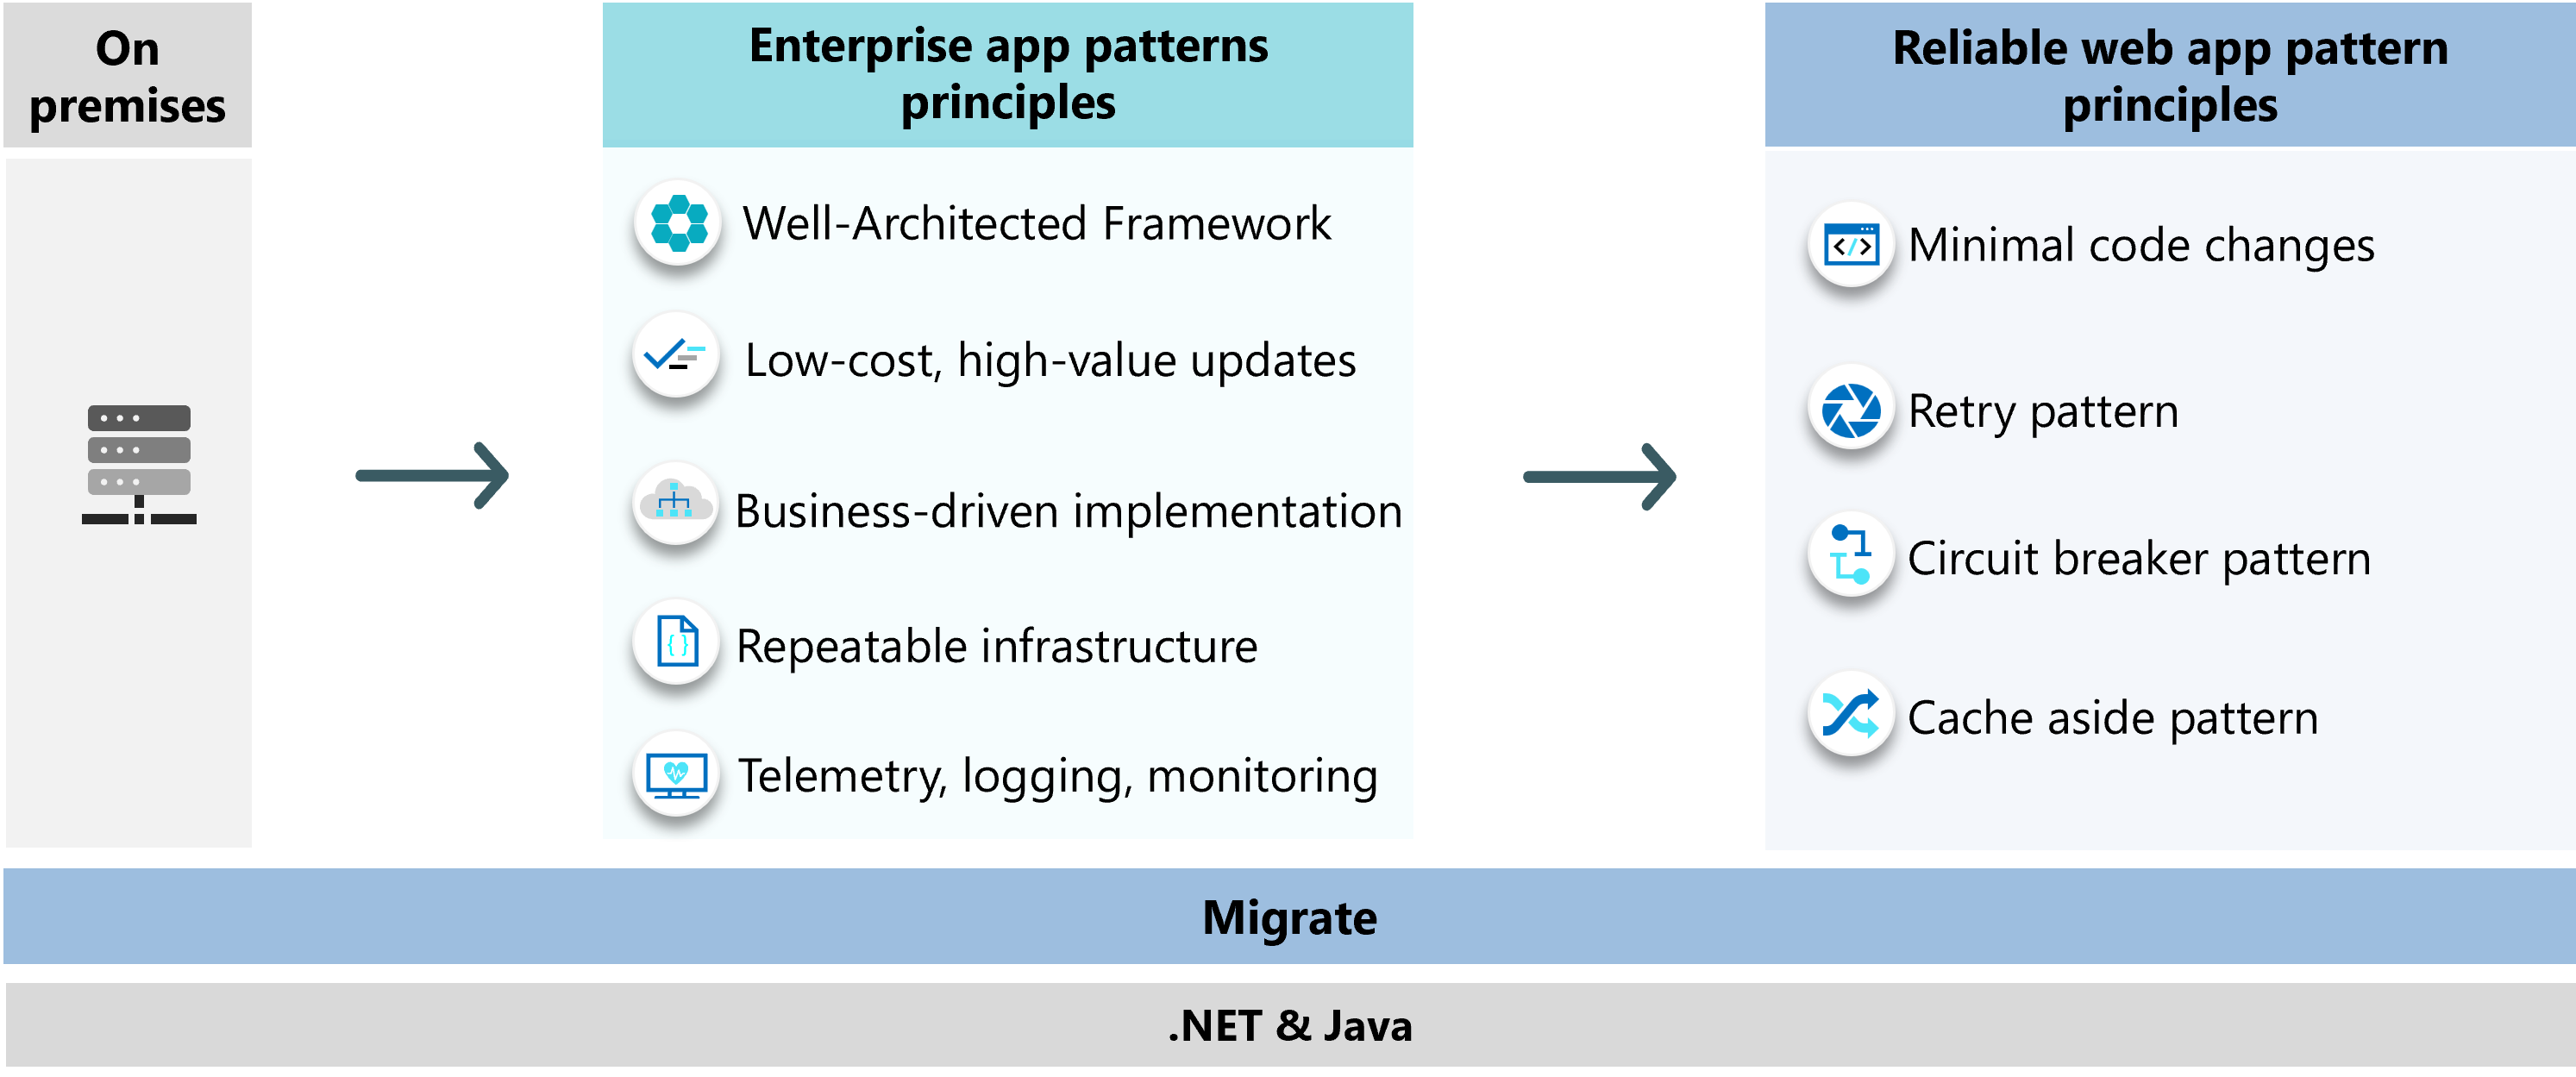 On
premises
Enterprise app patterns
principles
Well-Architected Framework
Low-cost, high-value updates
Business-driven implementation
Repeatable infrastructure
Telemetry, logging, monitoring
Reliable web app pattern
principles
Minimal code changes
Retry pattern
Circuit breaker pattern
Cache aside pattern
Migrate
.NET & Java